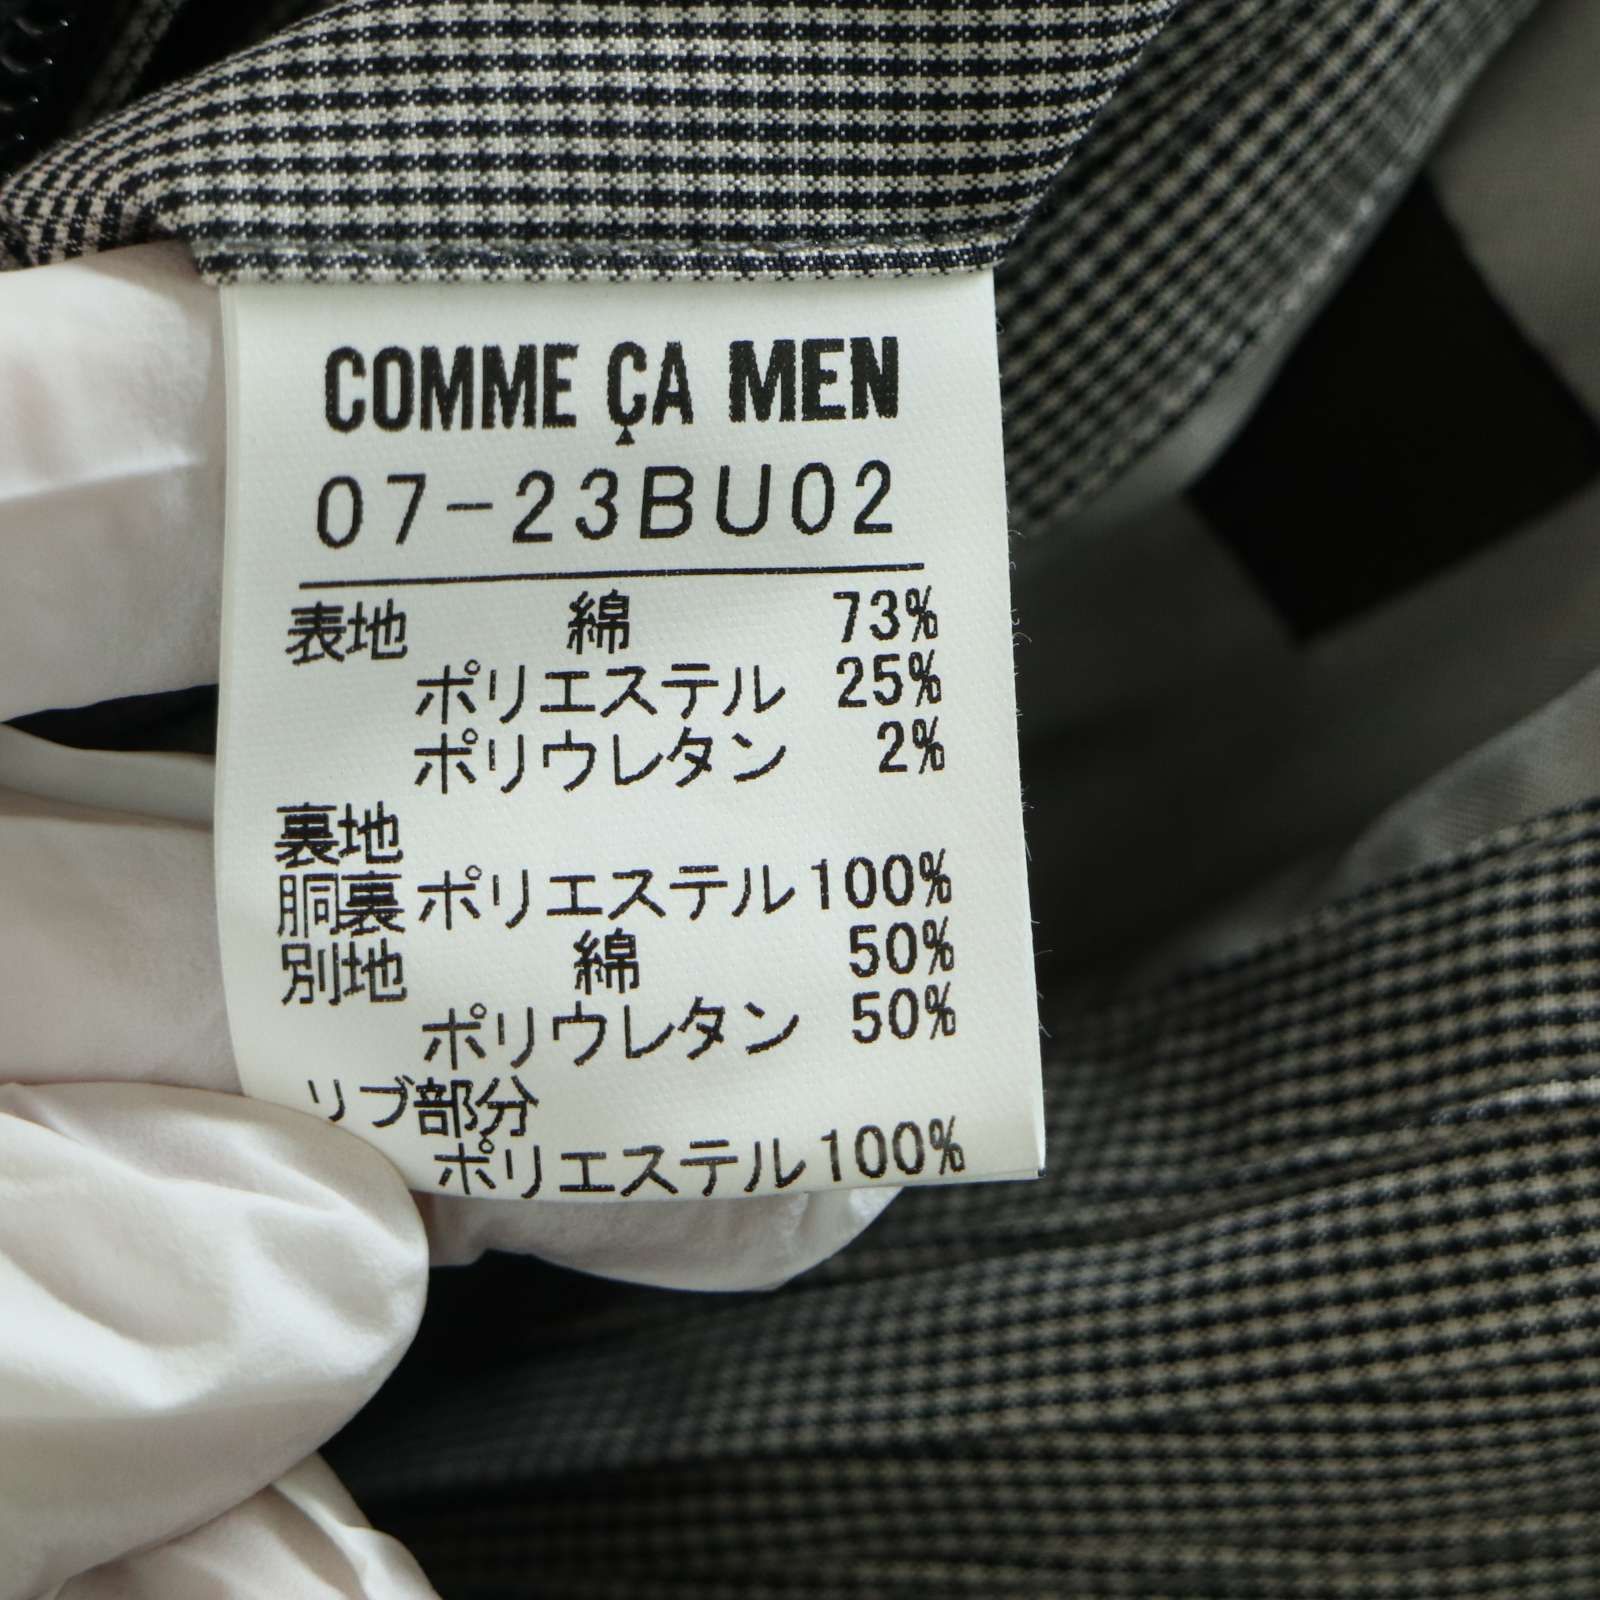 COMME ÇA MEN
07-23BU02
表地 綿 73%
ポリエステル 25%
ポリウレタン 2%
裏地
胴裏 ポリエステル 100%
別地 綿 50%
ポリウレタン 50%
リブ部分
ポリエステル 100%